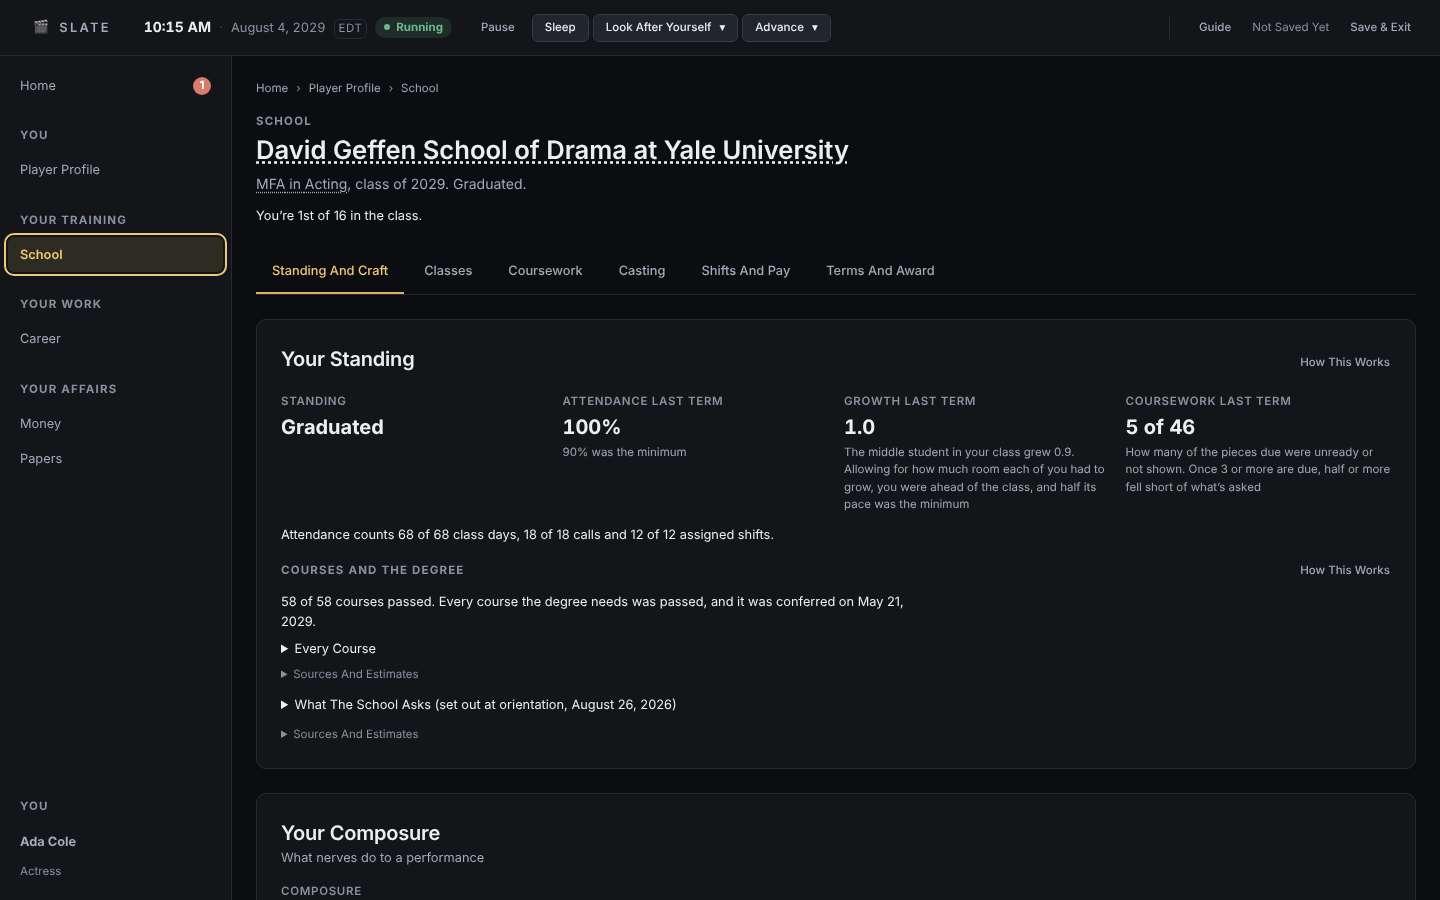 SLATE
10:15 AM · August 4, 2029 EDT Running
Pause
Sleep
Look After Yourself ▾
Advance ▾
Guide
Not Saved Yet
Save & Exit
Home 1
YOU
Player Profile
YOUR TRAINING
School
YOUR WORK
Career
YOUR AFFAIRS
Money
Papers
YOU
Ada Cole
Actress
Home › Player Profile › School
SCHOOL
David Geffen School of Drama at Yale University
MFA in Acting, class of 2029. Graduated.
You’re 1st of 16 in the class.
Standing And Craft
Classes
Coursework
Casting
Shifts And Pay
Terms And Award
Your Standing
How This Works
STANDING
Graduated
ATTENDANCE LAST TERM
100%
90% was the minimum
GROWTH LAST TERM
1.0
The middle student in your class grew 0.9.
Allowing for how much room each of you had to
grow, you were ahead of the class, and half its
pace was the minimum
COURSEWORK LAST TERM
5 of 46
How many of the pieces due were unready or
not shown. Once 3 or more are due, half or more
fell short of what’s asked
Attendance counts 68 of 68 class days, 18 of 18 calls and 12 of 12 assigned shifts.
COURSES AND THE DEGREE
How This Works
58 of 58 courses passed. Every course the degree needs was passed, and it was conferred on May 21,
2029.
▶ Every Course
▶ Sources And Estimates
▶ What The School Asks (set out at orientation, August 26, 2026)
▶ Sources And Estimates
Your Composure
What nerves do to a performance
COMPOSURE